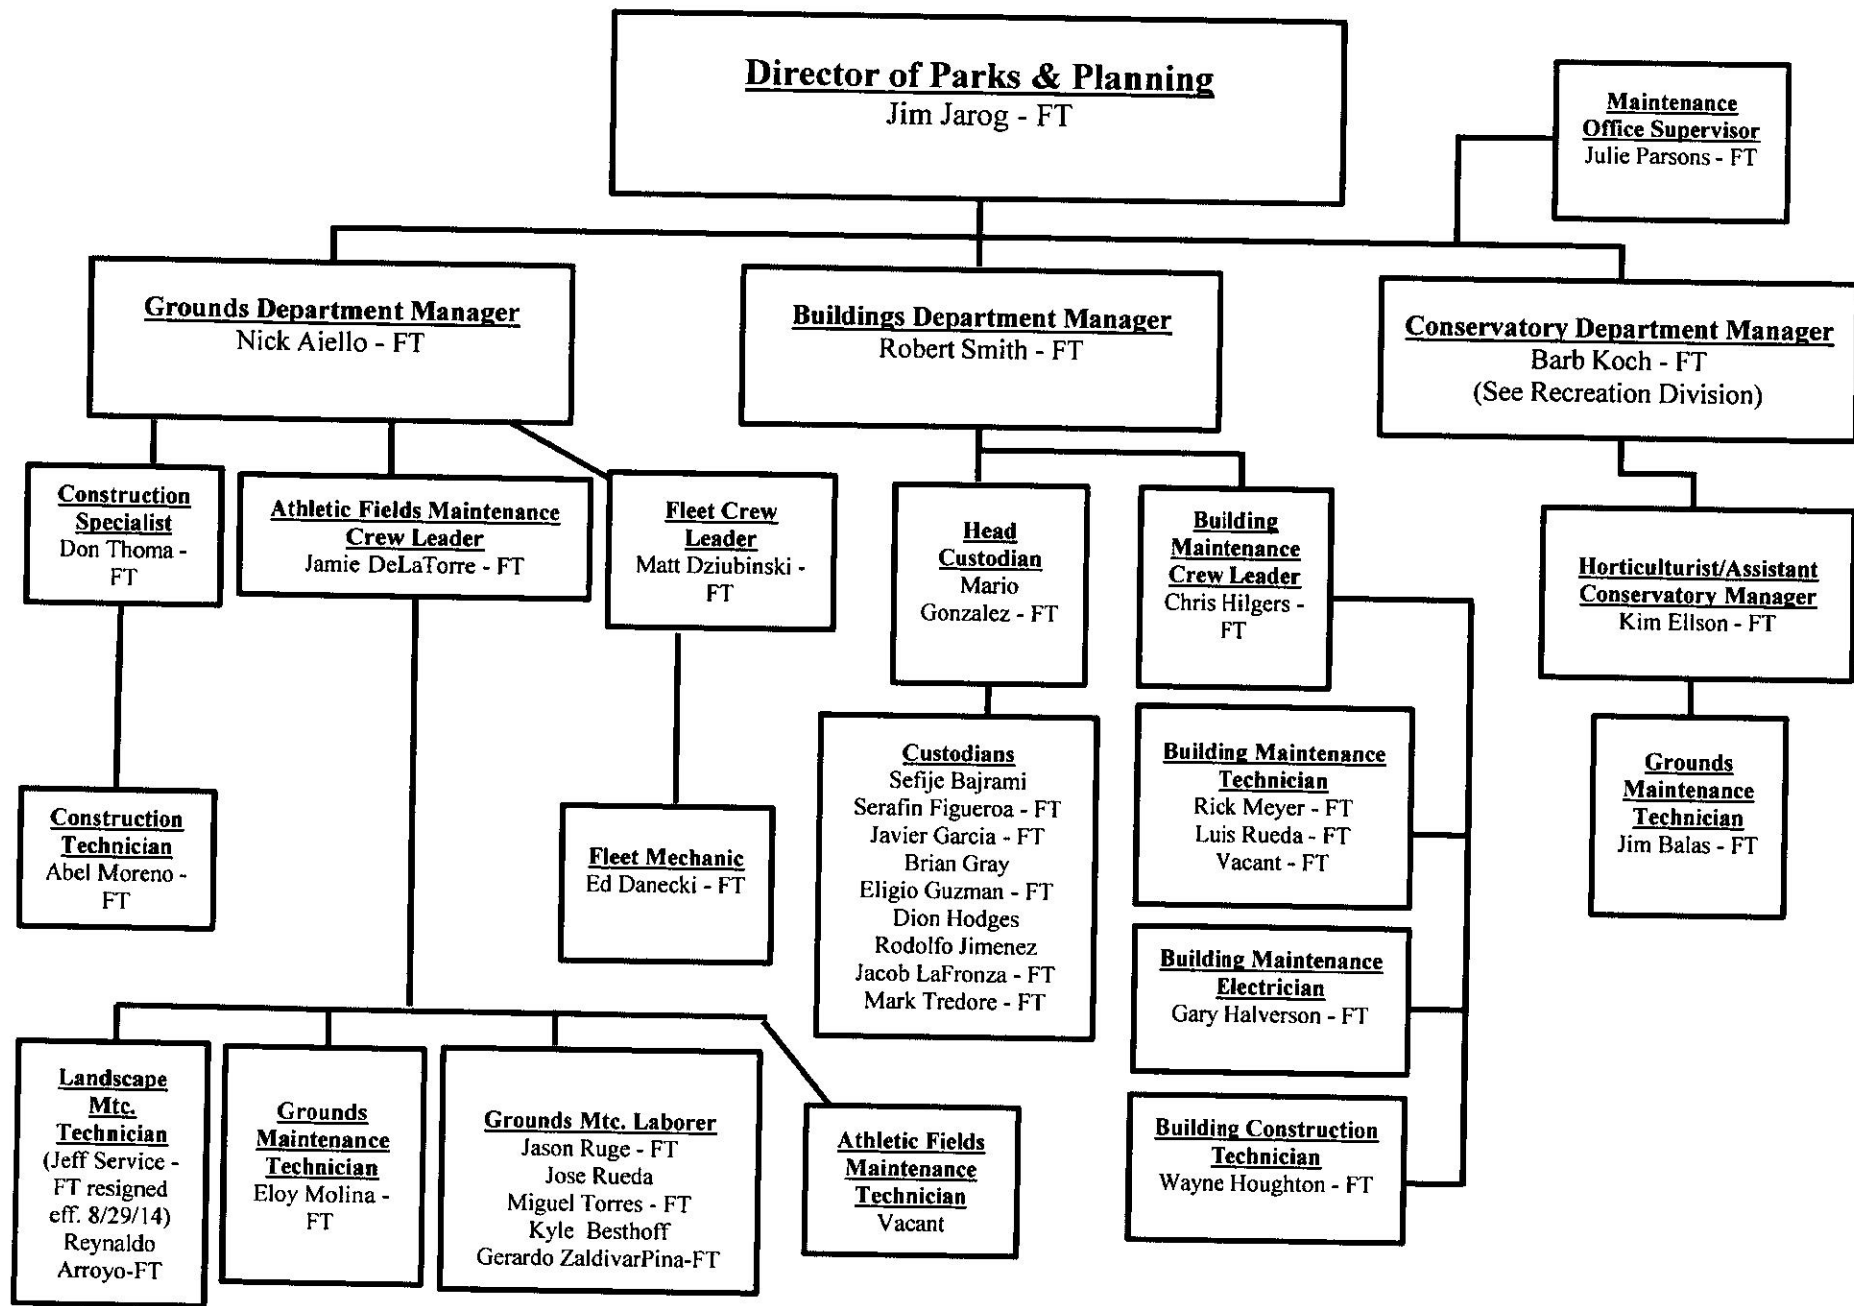 Director of Parks & Planning
Jim Jarog - FT
Maintenance
Office Supervisor
Julie Parsons - FT
Grounds Department Manager
Nick Aiello - FT
Buildings Department Manager
Robert Smith - FT
Conservatory Department Manager
Barb Koch - FT
(See Recreation Division)
Construction
Specialist
Don Thoma -
FT
Athletic Fields Maintenance
Crew Leader
Jamie DeLaTorre - FT
Fleet Crew
Leader
Matt Dziubinski -
FT
Head
Custodian
Mario
Gonzalez - FT
Building
Maintenance
Crew Leader
Chris Hilgers -
FT
Horticulturist/Assistant
Conservatory Manager
Kim Ellson - FT
Construction
Technician
Abel Moreno -
FT
Fleet Mechanic
Ed Danecki - FT
Custodians
Sefije Bajrami
Serafin Figueroa - FT
Javier Garcia - FT
Brian Gray
Eligio Guzman - FT
Dion Hodges
Rodolfo Jimenez
Jacob LaFronza - FT
Mark Tredore - FT
Building Maintenance
Technician
Rick Meyer - FT
Luis Rueda - FT
Vacant - FT
Grounds
Maintenance
Technician
Jim Balas - FT
Building Maintenance
Electrician
Gary Halverson - FT
Building Construction
Technician
Wayne Houghton - FT
Landscape
Mtc.
Technician
(Jeff Service -
FT resigned
eff. 8/29/14)
Reynaldo
Arroyo-FT
Grounds
Maintenance
Technician
Eloy Molina -
FT
Grounds Mtc. Laborer
Jason Ruge - FT
Jose Rueda
Miguel Torres - FT
Kyle Besthoff
Gerardo ZaldivarPina-FT
Athletic Fields
Maintenance
Technician
Vacant